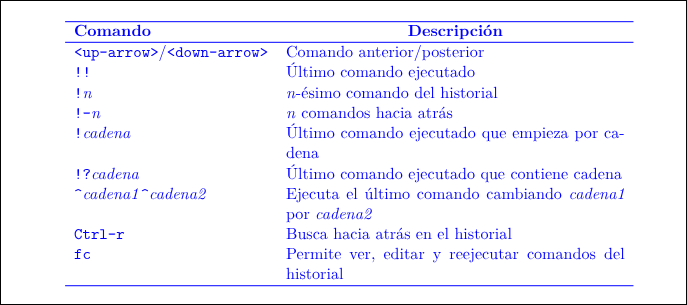 Comando Descripción
<up-arrow>/<down-arrow> Comando anterior/posterior
!! Último comando ejecutado
!n n-ésimo comando del historial
!-n n comandos hacia atrás
!cadena Último comando ejecutado que empieza por ca-
dena
!?cadena Último comando ejecutado que contiene cadena
^cadena1^cadena2 Ejecuta el último comando cambiando cadena1
por cadena2
Ctrl-r Busca hacia atrás en el historial
fc Permite ver, editar y reejecutar comandos del
historial